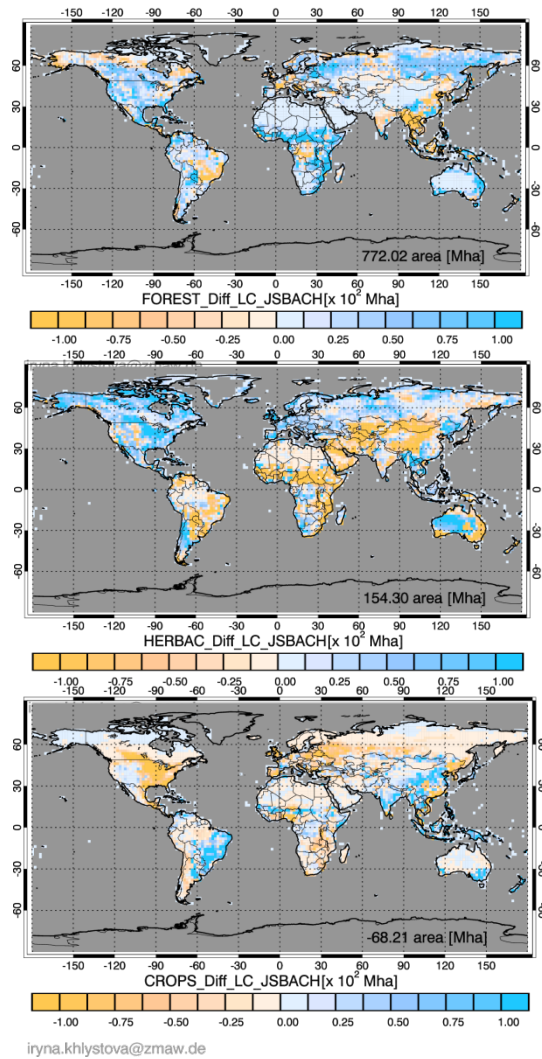 -150 -120 -90 -60 -30 0 30 60 90 120 150
60 60
30 30
0 0
-30 -30
-60 -60
772.02 area [Mha]
-150 -120 -90 -60 -30 0 30 60 90 120 150
FOREST_Diff_LC_JSBACH[x 10² Mha]
-1.00 -0.75 -0.50 -0.25 0.00 0.25 0.50 0.75 1.00
iryna.khlystova@zmaw.de
-150 -120 -90 -60 -30 0 30 60 90 120 150
60 60
30 30
0 0
-30 -30
-60 -60
154.30 area [Mha]
-150 -120 -90 -60 -30 0 30 60 90 120 150
HERBAC_Diff_LC_JSBACH[x 10² Mha]
-1.00 -0.75 -0.50 -0.25 0.00 0.25 0.50 0.75 1.00
-150 -120 -90 -60 -30 0 30 60 90 120 150
60 60
30 30
0 0
-30 -30
-60 -60
-68.21 area [Mha]
-150 -120 -90 -60 -30 0 30 60 90 120 150
CROPS_Diff_LC_JSBACH[x 10² Mha]
-1.00 -0.75 -0.50 -0.25 0.00 0.25 0.50 0.75 1.00
iryna.khlystova@zmaw.de